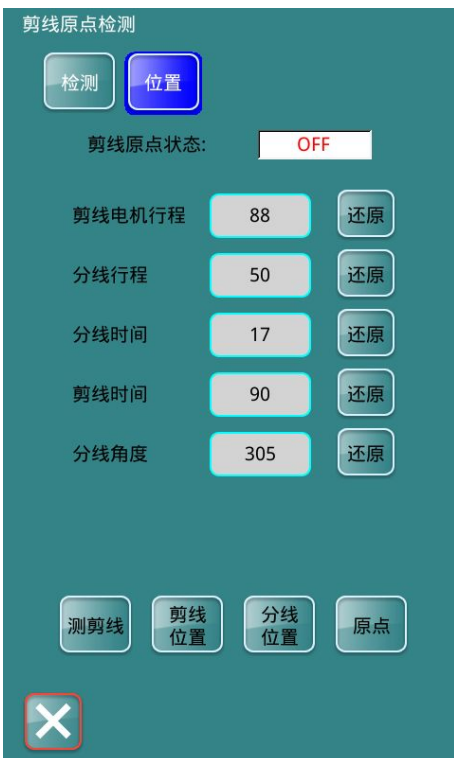 剪线原点检测
检测 位置
剪线原点状态: OFF
剪线电机行程 88 还原
分线行程 50 还原
分线时间 17 还原
剪线时间 90 还原
分线角度 305 还原
测剪线 剪线位置 分线位置 原点